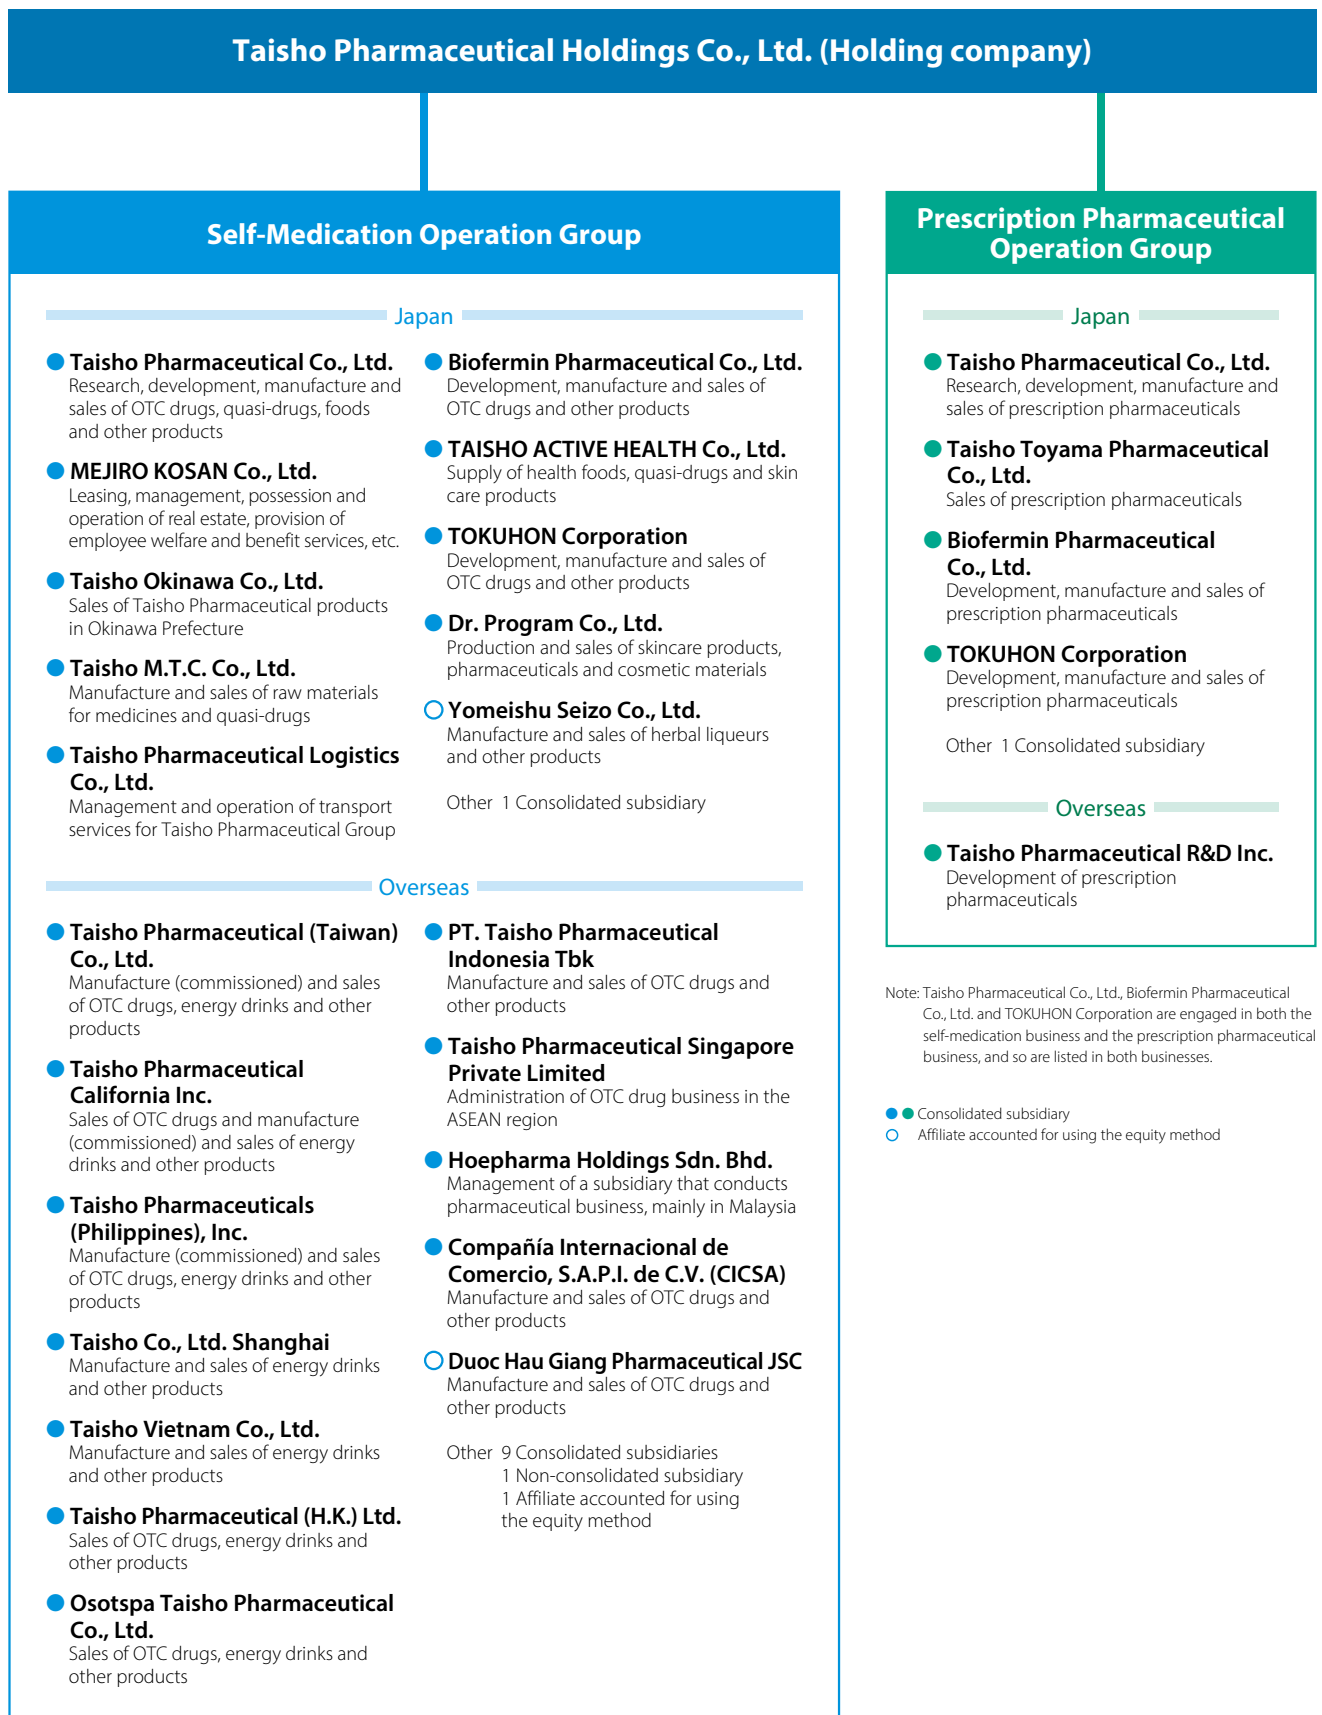 Taisho Pharmaceutical Holdings Co., Ltd. (Holding company)
Self-Medication Operation Group
Japan
Taisho Pharmaceutical Co., Ltd.
Research, development, manufacture and
sales of OTC drugs, quasi-drugs, foods
and other products
MEJIRO KOSAN Co., Ltd.
Leasing, management, possession and
operation of real estate, provision of
employee welfare and benefit services, etc.
Taisho Okinawa Co., Ltd.
Sales of Taisho Pharmaceutical products
in Okinawa Prefecture
Taisho M.T.C. Co., Ltd.
Manufacture and sales of raw materials
for medicines and quasi-drugs
Taisho Pharmaceutical Logistics
Co., Ltd.
Management and operation of transport
services for Taisho Pharmaceutical Group
Biofermin Pharmaceutical Co., Ltd.
Development, manufacture and sales of
OTC drugs and other products
TAISHO ACTIVE HEALTH Co., Ltd.
Supply of health foods, quasi-drugs and skin
care products
TOKUHON Corporation
Development, manufacture and sales of
OTC drugs and other products
Dr. Program Co., Ltd.
Production and sales of skincare products,
pharmaceuticals and cosmetic materials
Yomeishu Seizo Co., Ltd.
Manufacture and sales of herbal liqueurs
and other products
Other 1 Consolidated subsidiary
Overseas
Taisho Pharmaceutical (Taiwan)
Co., Ltd.
Manufacture (commissioned) and sales
of OTC drugs, energy drinks and other
products
Taisho Pharmaceutical
California Inc.
Sales of OTC drugs and manufacture
(commissioned) and sales of energy
drinks and other products
Taisho Pharmaceuticals
(Philippines), Inc.
Manufacture (commissioned) and sales
of OTC drugs, energy drinks and other
products
Taisho Co., Ltd. Shanghai
Manufacture and sales of energy drinks
and other products
Taisho Vietnam Co., Ltd.
Manufacture and sales of energy drinks
and other products
Taisho Pharmaceutical (H.K.) Ltd.
Sales of OTC drugs, energy drinks and
other products
Osotspa Taisho Pharmaceutical
Co., Ltd.
Sales of OTC drugs, energy drinks and
other products
PT. Taisho Pharmaceutical
Indonesia Tbk
Manufacture and sales of OTC drugs and
other products
Taisho Pharmaceutical Singapore
Private Limited
Administration of OTC drug business in the
ASEAN region
Hoepharma Holdings Sdn. Bhd.
Management of a subsidiary that conducts
pharmaceutical business, mainly in Malaysia
Compañía Internacional de
Comercio, S.A.P.I. de C.V. (CICSA)
Manufacture and sales of OTC drugs and
other products
Duoc Hau Giang Pharmaceutical JSC
Manufacture and sales of OTC drugs and
other products
Other 9 Consolidated subsidiaries
1 Non-consolidated subsidiary
1 Affiliate accounted for using
the equity method
Prescription Pharmaceutical
Operation Group
Japan
Taisho Pharmaceutical Co., Ltd.
Research, development, manufacture and
sales of prescription pharmaceuticals
Taisho Toyama Pharmaceutical
Co., Ltd.
Sales of prescription pharmaceuticals
Biofermin Pharmaceutical
Co., Ltd.
Development, manufacture and sales of
prescription pharmaceuticals
TOKUHON Corporation
Development, manufacture and sales of
prescription pharmaceuticals
Other 1 Consolidated subsidiary
Overseas
Taisho Pharmaceutical R&D Inc.
Development of prescription
pharmaceuticals
Note: Taisho Pharmaceutical Co., Ltd., Biofermin Pharmaceutical
Co., Ltd. and TOKUHON Corporation are engaged in both the
self-medication business and the prescription pharmaceutical
business, and so are listed in both businesses.
Consolidated subsidiary
Affiliate accounted for using the equity method